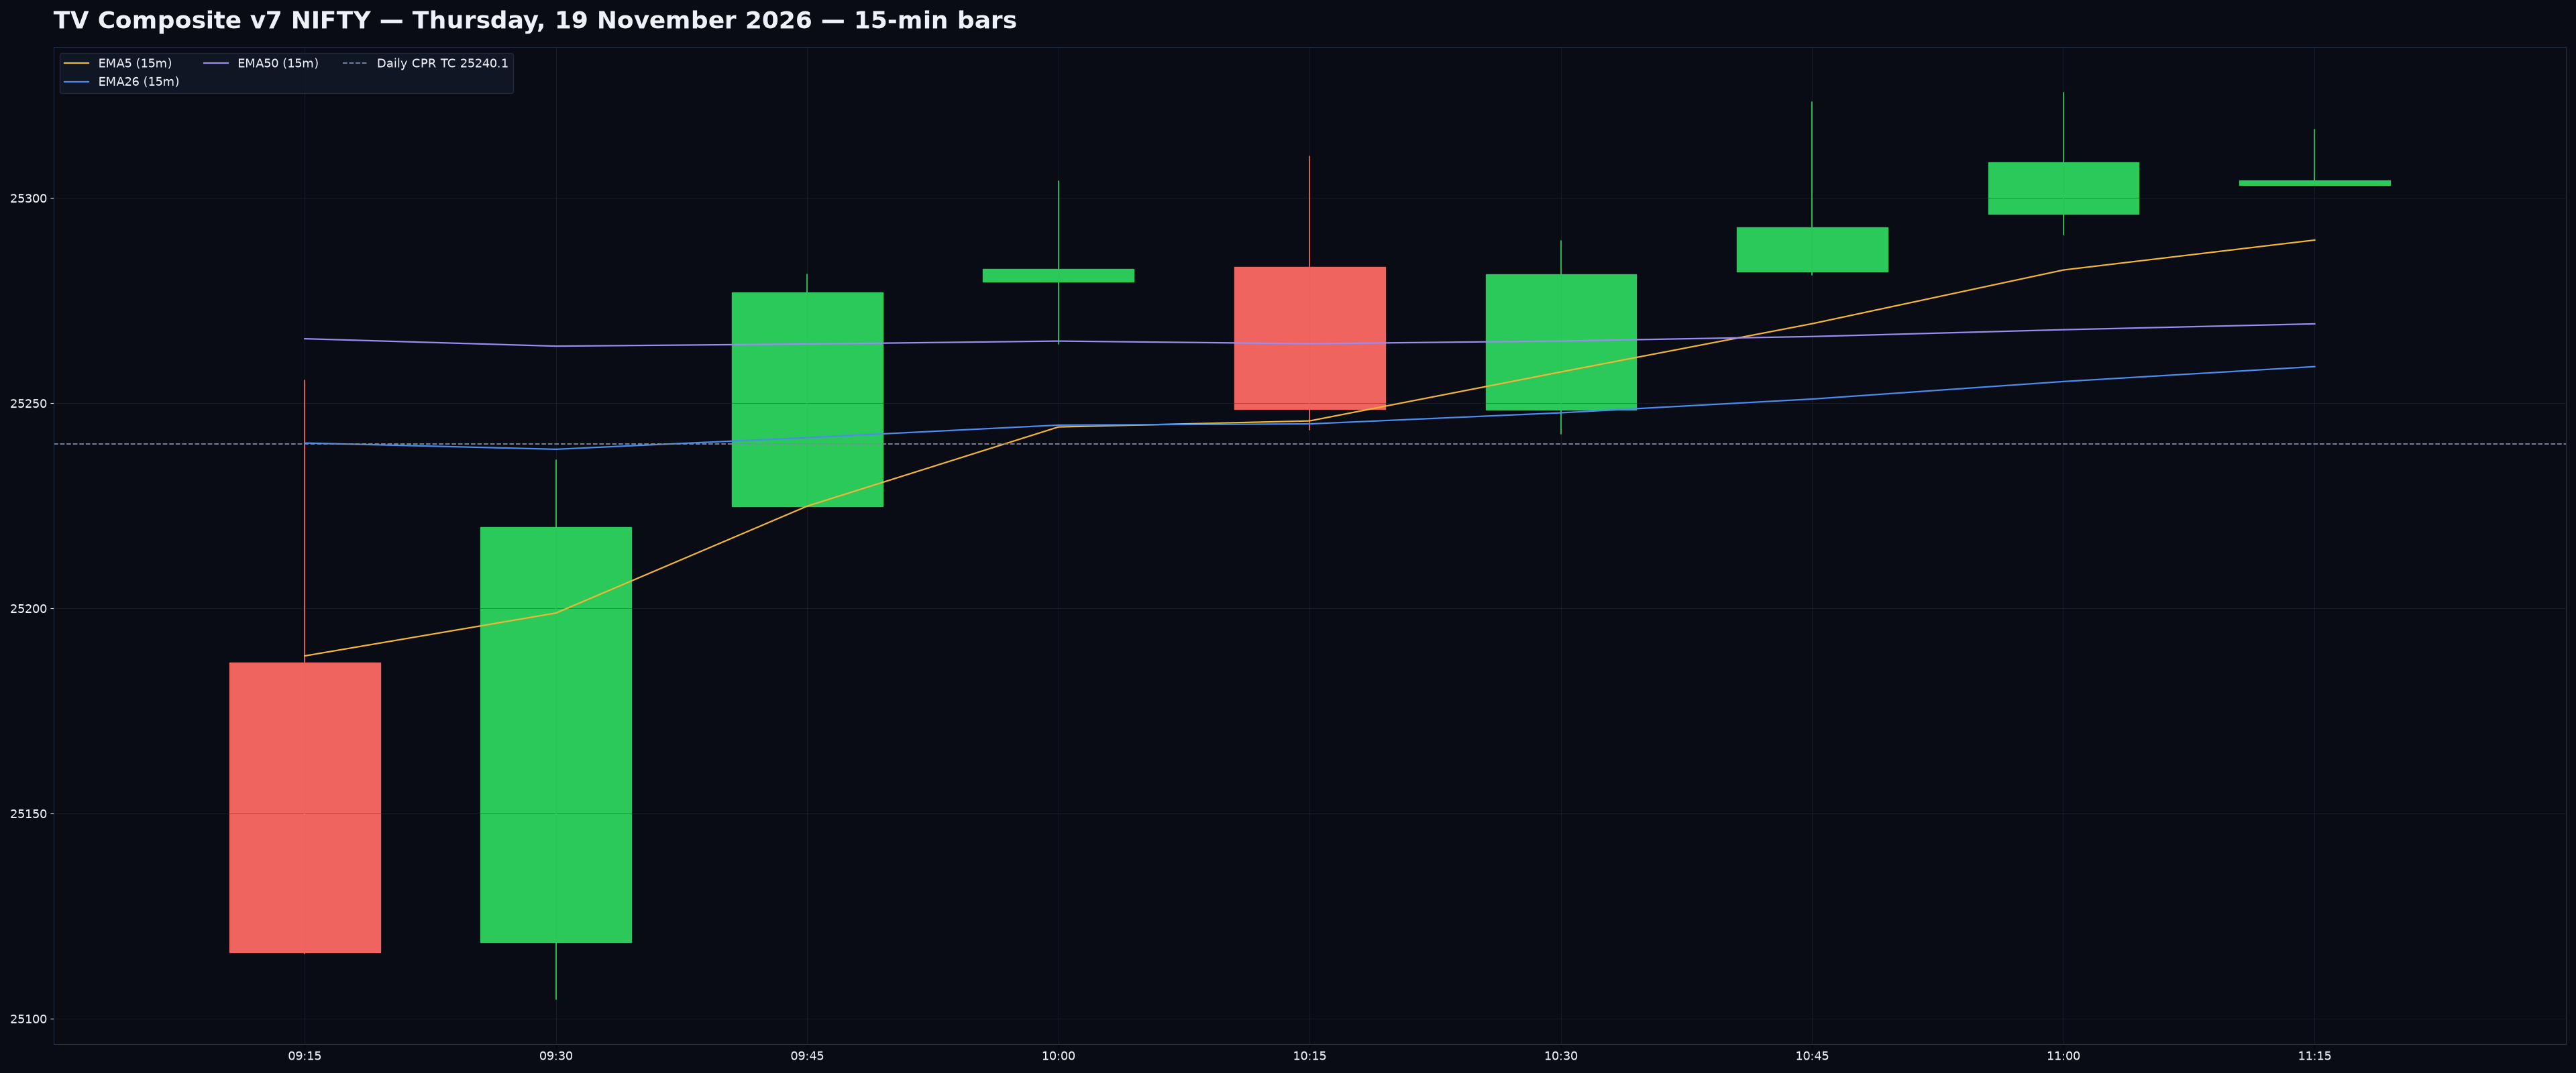 TV Composite v7 NIFTY — Thursday, 19 November 2026 — 15-min bars
EMA5 (15m) EMA50 (15m) Daily CPR TC 25240.1
EMA26 (15m)
25300
25250
25200
25150
25100
09:15 09:30 09:45 10:00 10:15 10:30 10:45 11:00 11:15